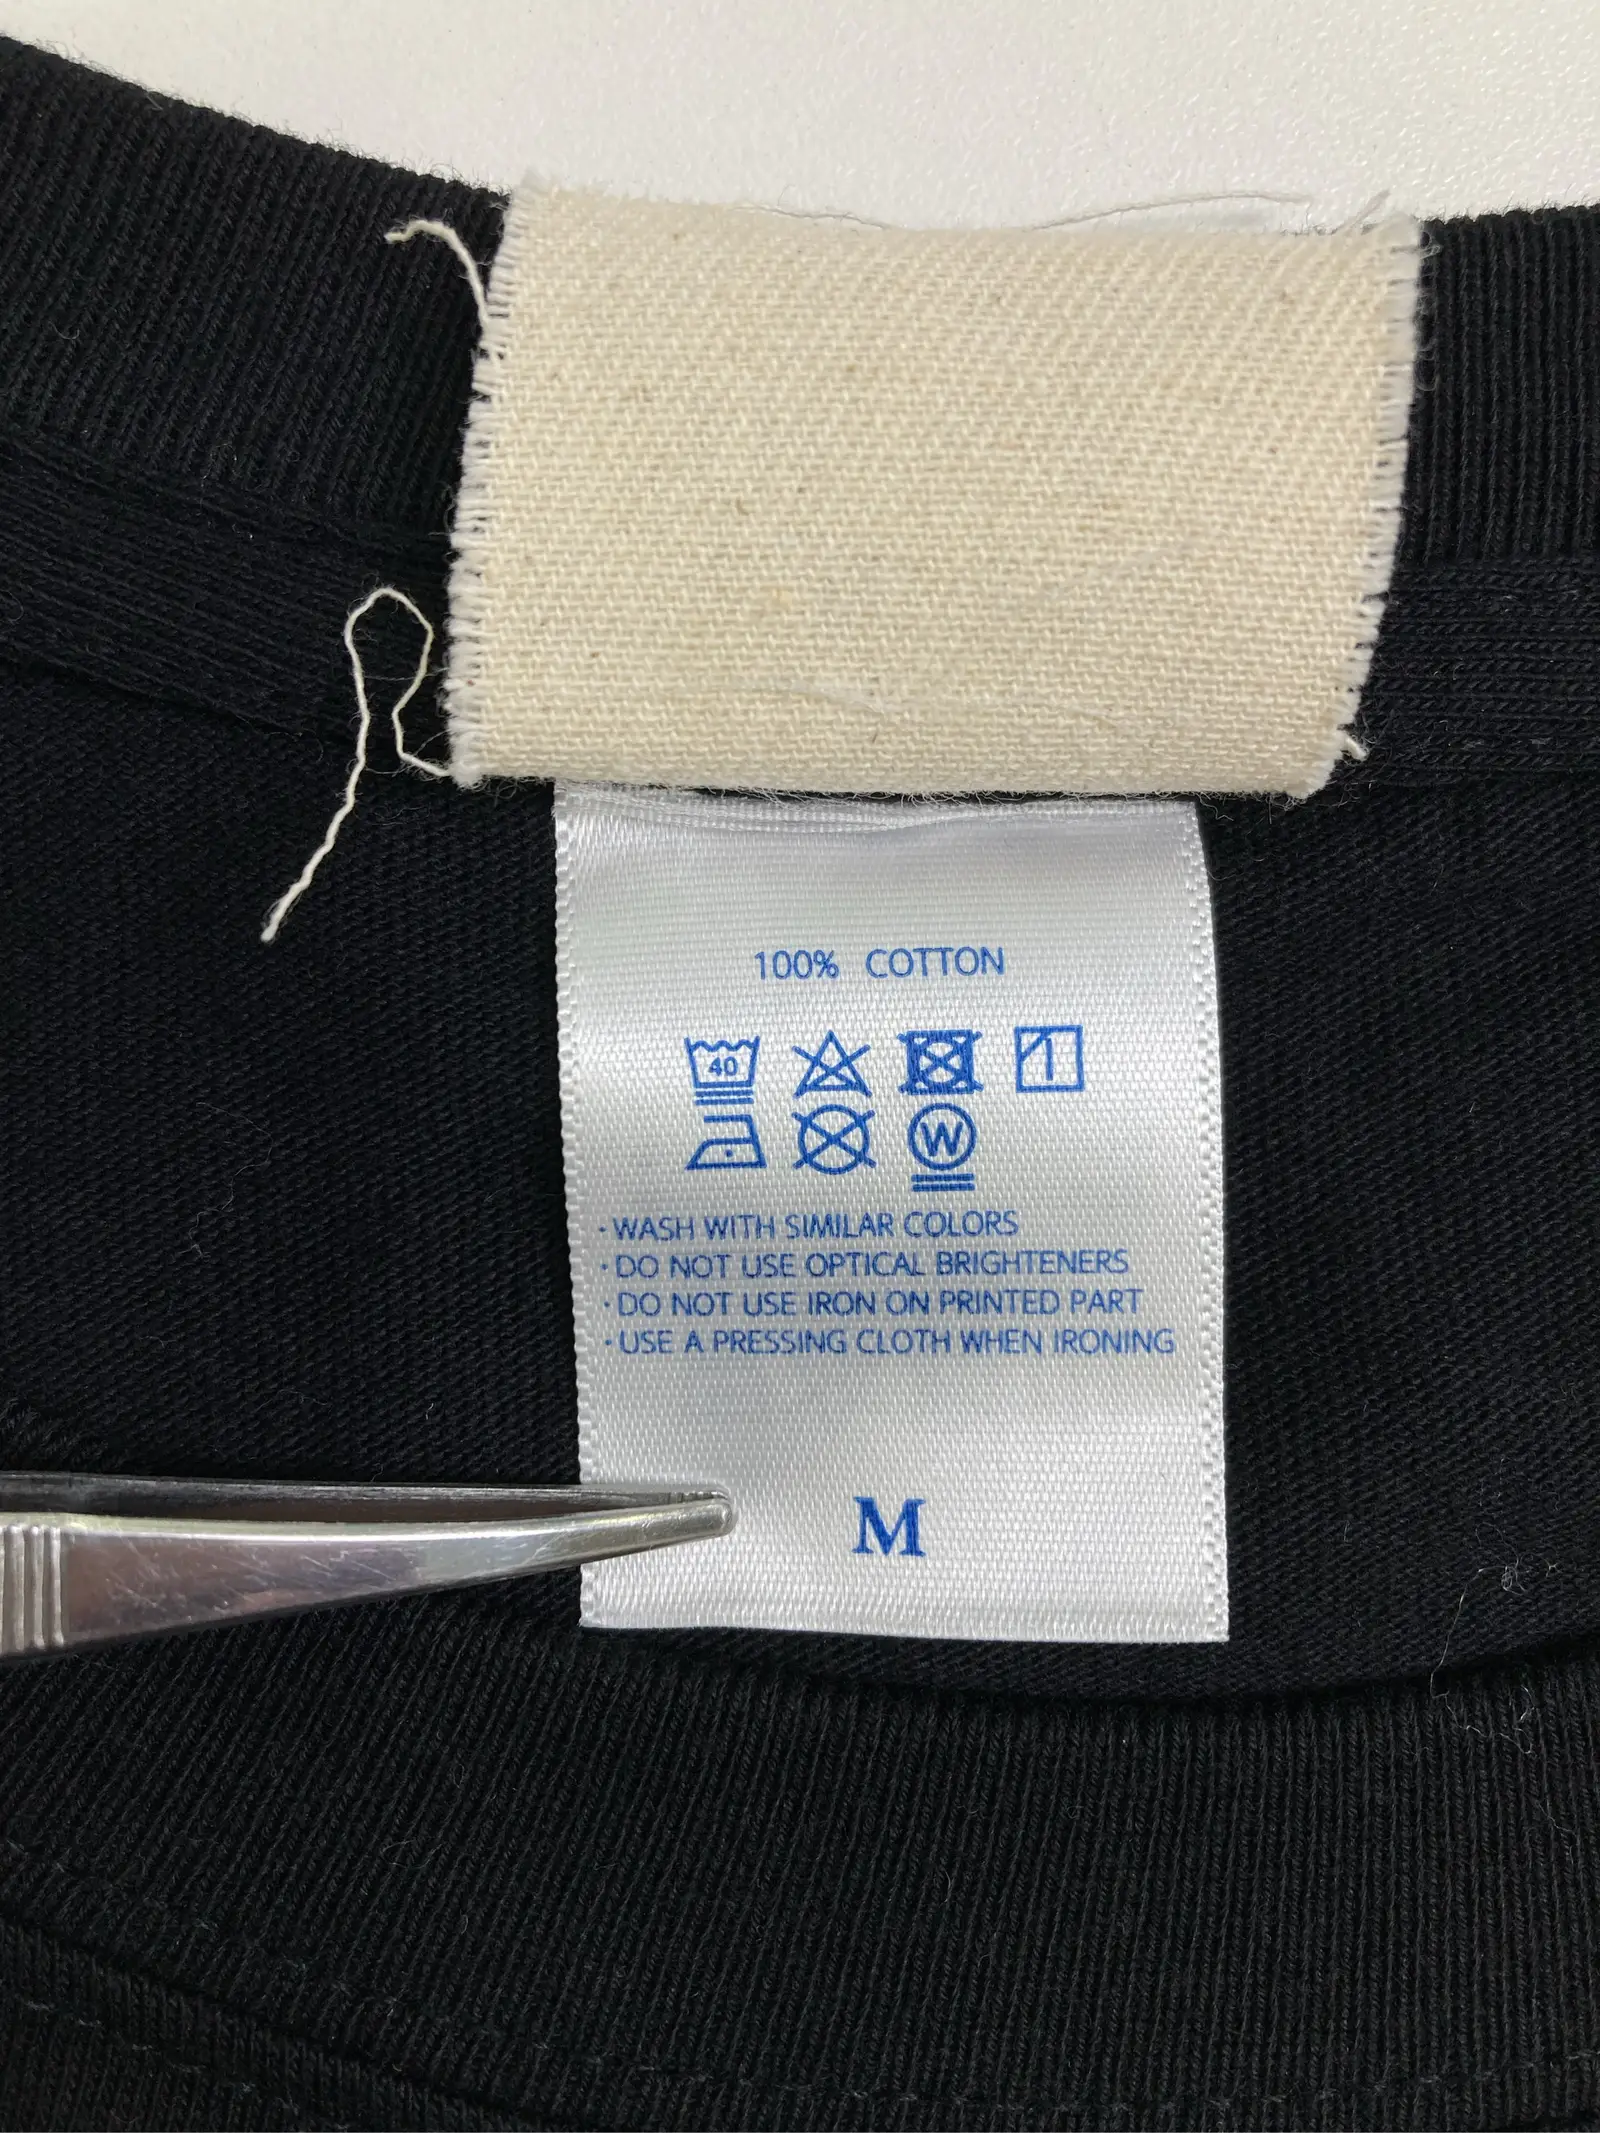 100% COTTON
40
W
· WASH WITH SIMILAR COLORS
· DO NOT USE OPTICAL BRIGHTENERS
· DO NOT USE IRON ON PRINTED PART
· USE A PRESSING CLOTH WHEN IRONING
M